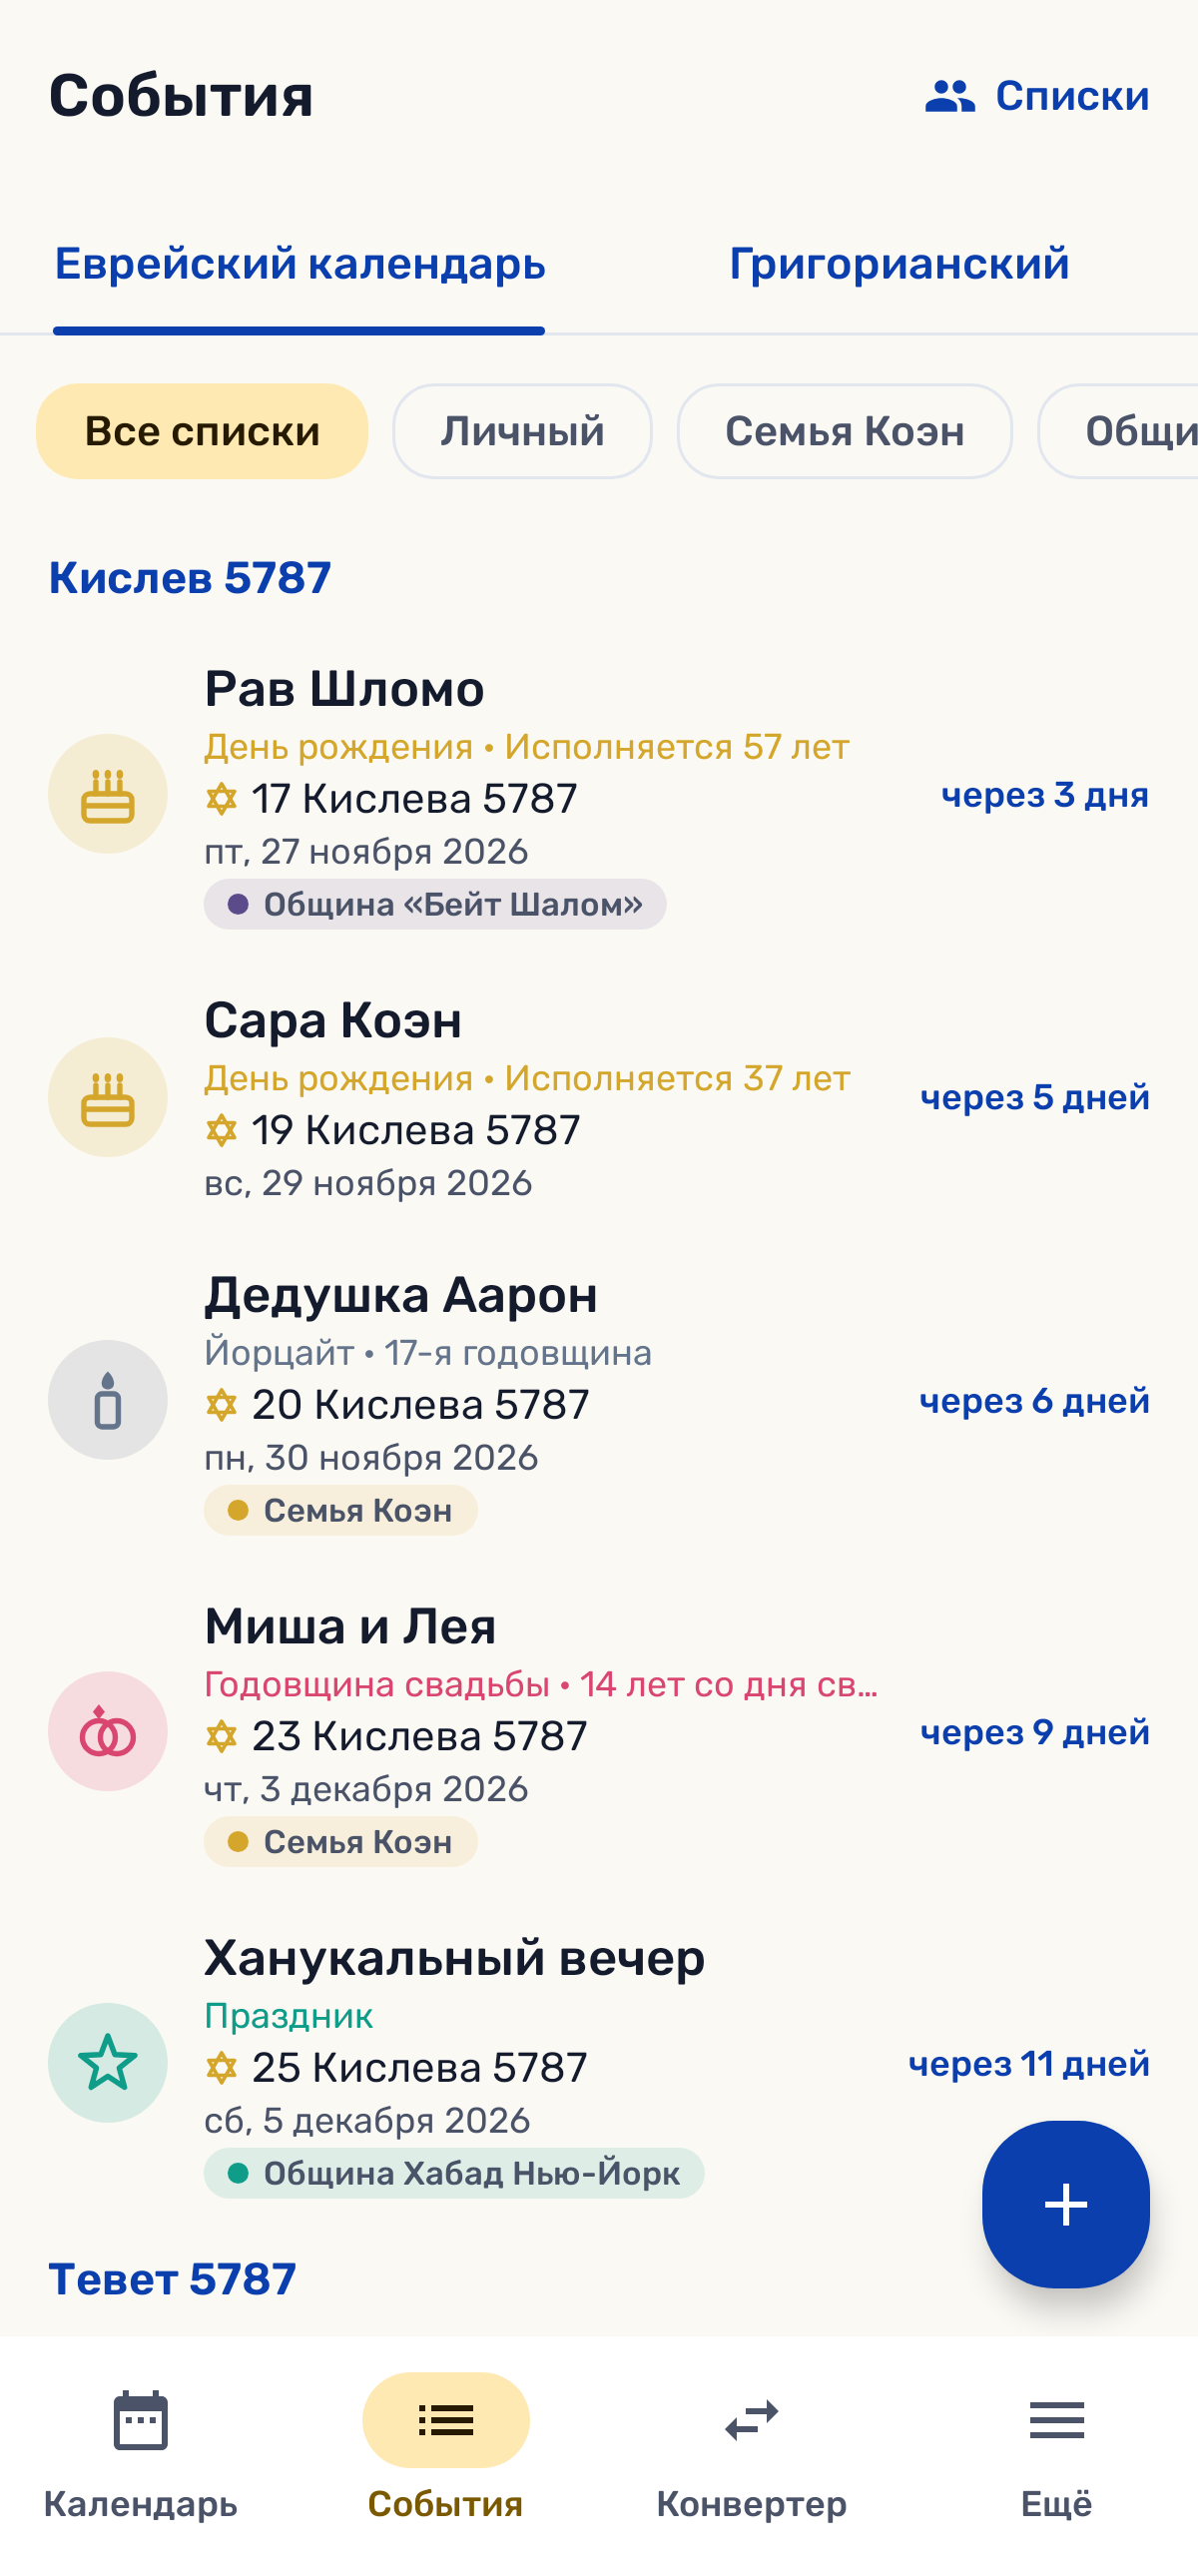 События
Списки
Еврейский календарь
Григорианский
Все списки
Личный
Семья Коэн
Общи
Кислев 5787
Рав Шломо
День рождения • Исполняется 57 лет
17 Кислева 5787
через 3 дня
пт, 27 ноября 2026
Община «Бейт Шалом»
Сара Коэн
День рождения • Исполняется 37 лет
через 5 дней
19 Кислева 5787
вс, 29 ноября 2026
Дедушка Аарон
Йорцайт • 17-я годовщина
20 Кислева 5787
через 6 дней
пн, 30 ноября 2026
Семья Коэн
Миша и Лея
Годовщина свадьбы • 14 лет со дня св…
23 Кислева 5787
через 9 дней
чт, 3 декабря 2026
Семья Коэн
Ханукальный вечер
Праздник
25 Кислева 5787
через 11 дней
сб, 5 декабря 2026
Община Хабад Нью-Йорк
Тевет 5787
Календарь
События
Конвертер
Ещё